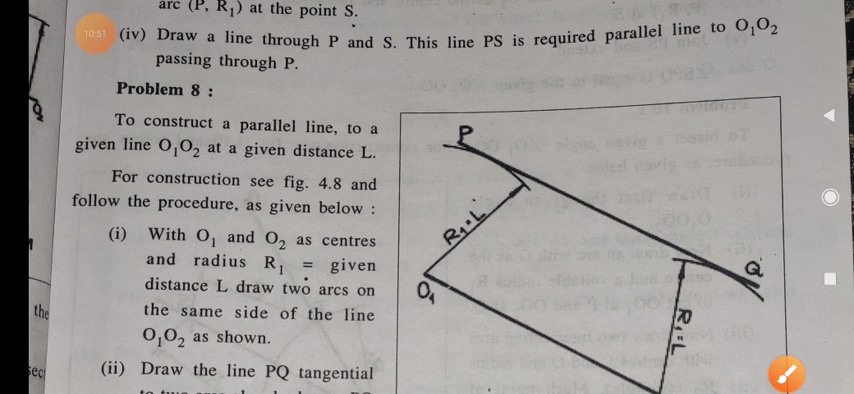 arc (P, R₁) at the point S.
10:51
(iv) Draw a line through P and S. This line PS is required parallel line to O₁O₂
passing through P.
Problem 8 :
To construct a parallel line, to a
given line O₁O₂ at a given distance L.
For construction see fig. 4.8 and
follow the procedure, as given below :
(i) With O₁ and O₂ as centres
and radius R₁ = given
distance L draw two arcs on
the same side of the line
O₁O₂ as shown.
(ii) Draw the line PQ tangential
P
R₁=L
O₁
Q
R₁=L
the